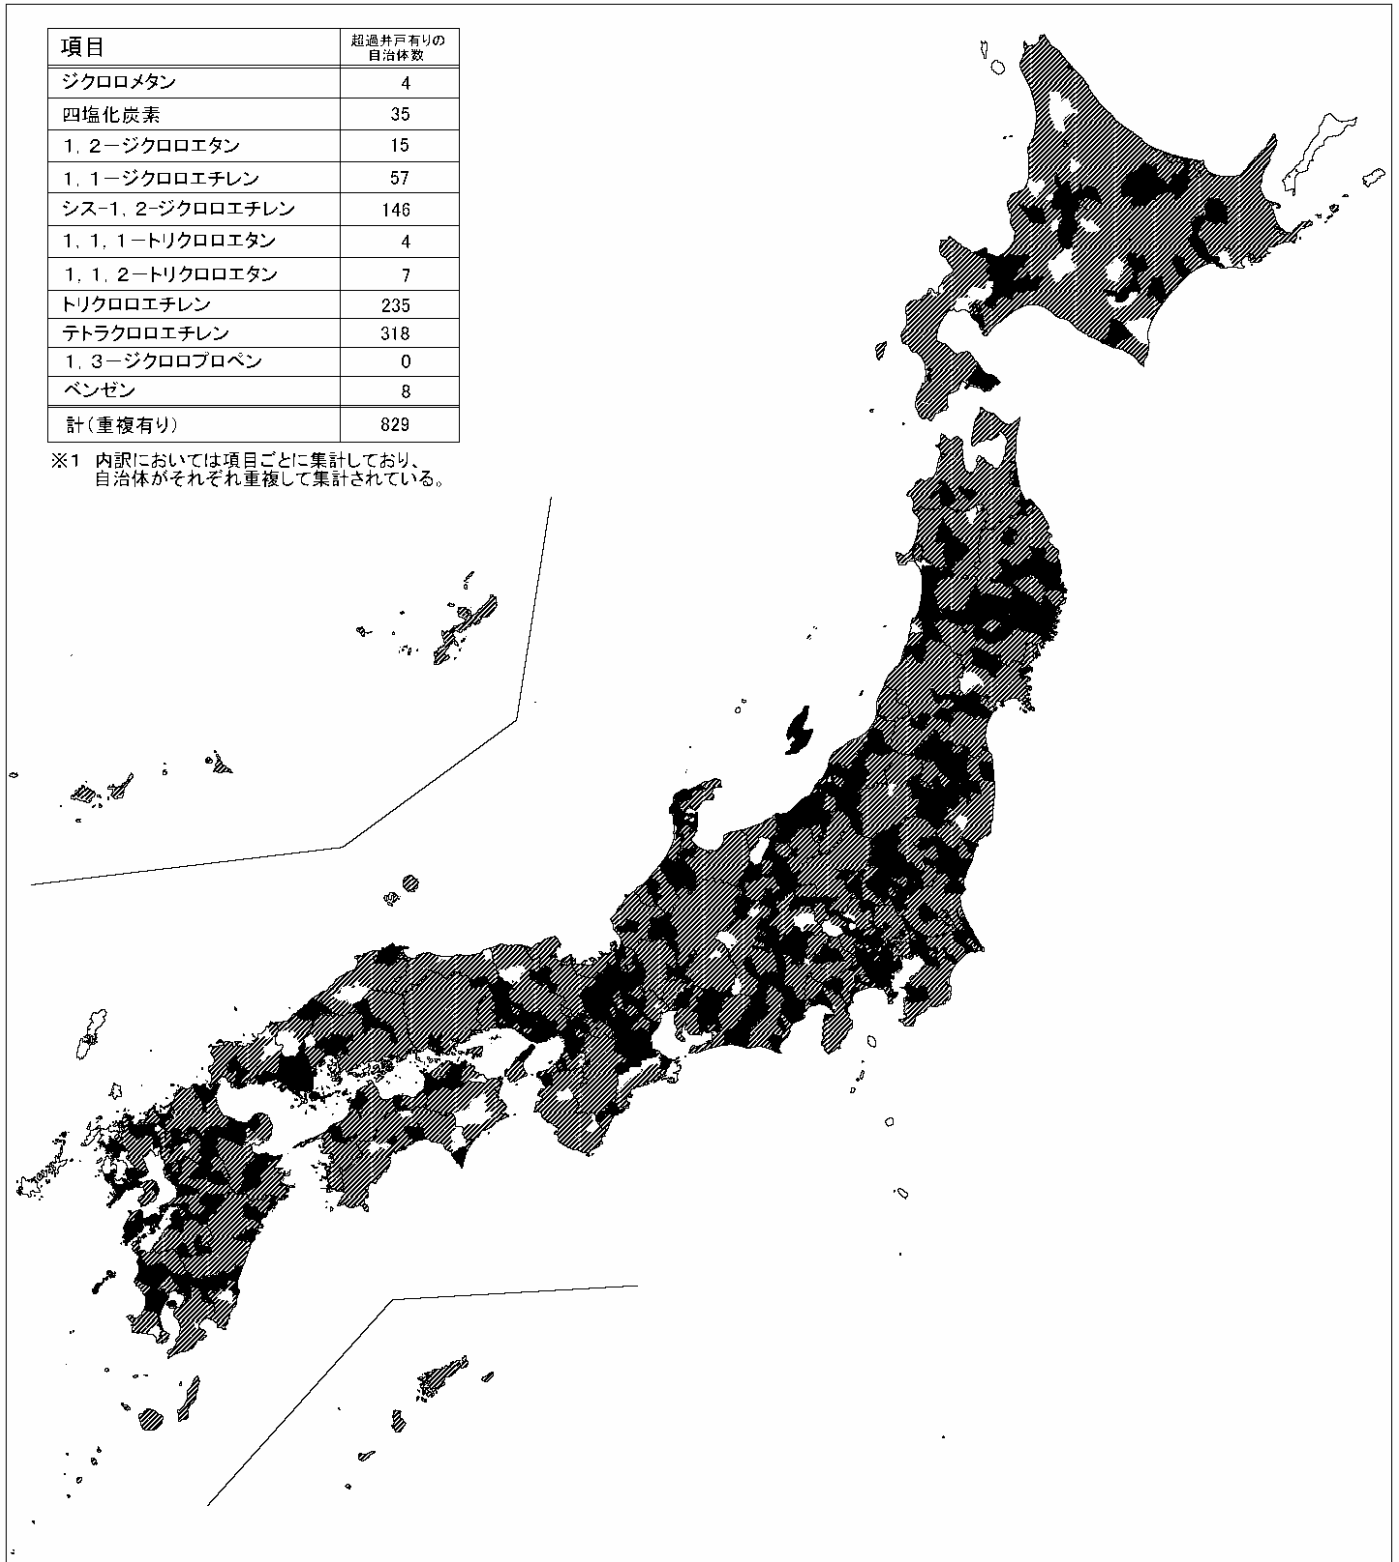 項目 超過井戸有りの
自治体数
ジクロロメタン 4
四塩化炭素 35
1, 2－ジクロロエタン 15
1, 1－ジクロロエチレン 57
シス-1, 2-ジクロロエチレン 146
1, 1, 1－トリクロロエタン 4
1, 1, 2－トリクロロエタン 7
トリクロロエチレン 235
テトラクロロエチレン 318
1, 3－ジクロロプロペン 0
ベンゼン 8
計(重複有り) 829
※1 内訳においては項目ごとに集計しており、
自治体がそれぞれ重複して集計されている。